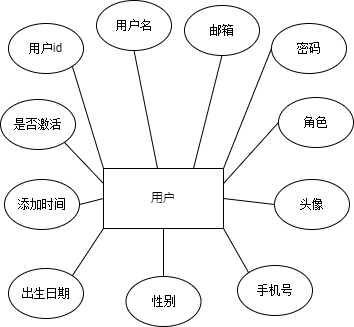 用户名
邮箱
用户id
密码
是否激活
角色
添加时间
用户
头像
出生日期
性别
手机号